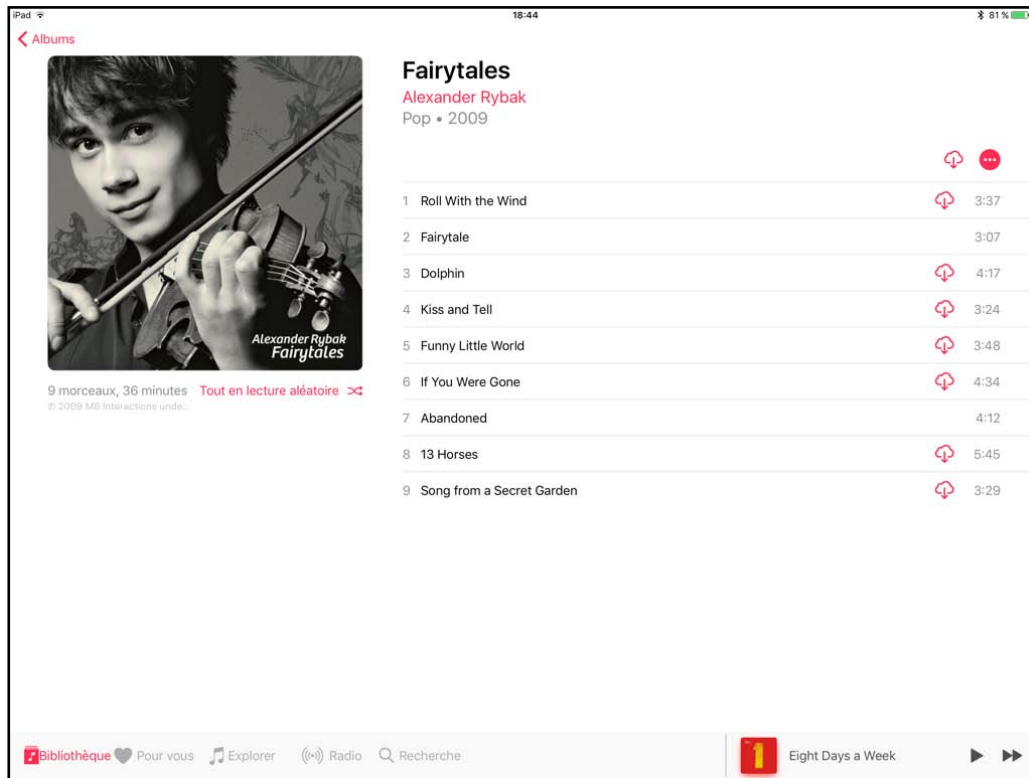 iPad 18:44 81 %
Albums
Fairytales
Alexander Rybak
Pop • 2009
Alexander Rybak
Fairytales
9 morceaux, 36 minutes Tout en lecture aléatoire
℗ 2009 M6 Interactions unde...
1 Roll With the Wind 3:37
2 Fairytale 3:07
3 Dolphin 4:17
4 Kiss and Tell 3:24
5 Funny Little World 3:48
6 If You Were Gone 4:34
7 Abandoned 4:12
8 13 Horses 5:45
9 Song from a Secret Garden 3:29
Bibliothèque Pour vous Explorer Radio Recherche 1 Eight Days a Week